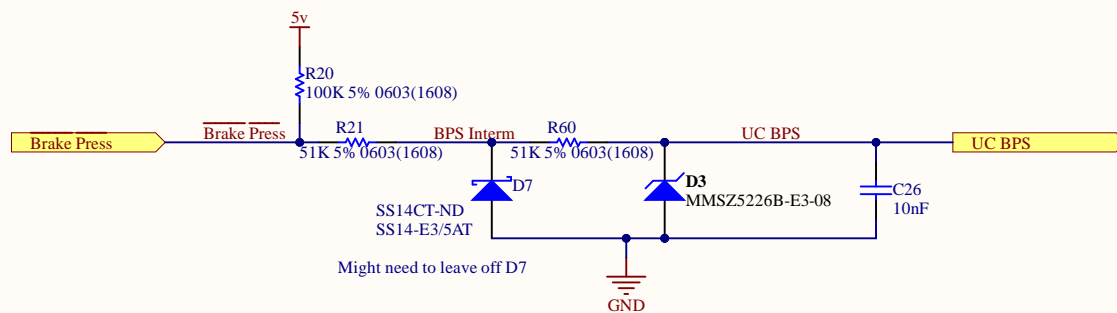 5v
R20
100K 5% 0603(1608)
Brake Press
Brake Press
R21
51K 5% 0603(1608)
BPS Interm
R60
51K 5% 0603(1608)
UC BPS
UC BPS
D7
SS14CT-ND
SS14-E3/5AT
D3
MMSZ5226B-E3-08
C26
10nF
Might need to leave off D7
GND